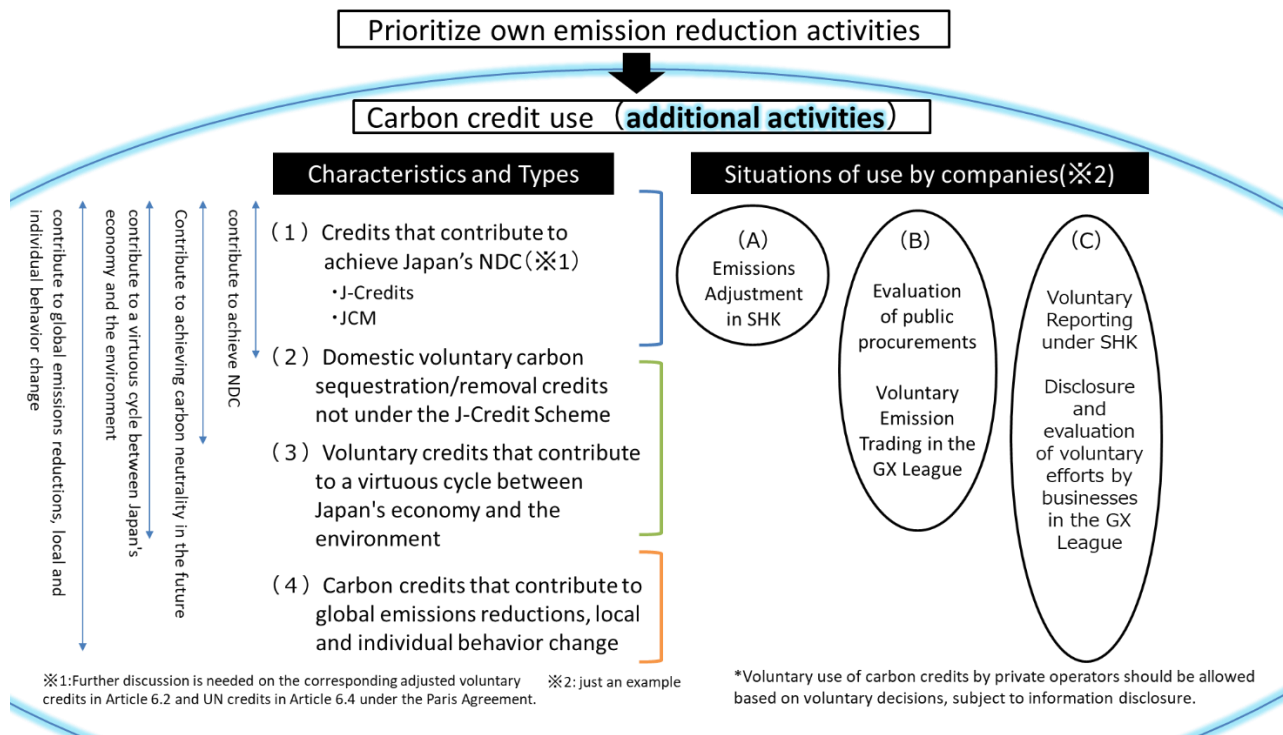 Prioritize own emission reduction activities
Carbon credit use （additional activities）
Characteristics and Types
Situations of use by companies(※2)
contribute to global emissions reductions, local and
individual behavior change
contribute to a virtuous cycle between Japan's
economy and the environment
Contribute to achieving carbon neutrality in the future
contribute to achieve NDC
（１）Credits that contribute to
achieve Japan's NDC(※1)
・J-Credits
・JCM
（２）Domestic voluntary carbon
sequestration/removal credits
not under the J-Credit Scheme
（３）Voluntary credits that contribute
to a virtuous cycle between
Japan's economy and the
environment
（４）Carbon credits that contribute to
global emissions reductions, local
and individual behavior change
（A）
Emissions
Adjustment
in SHK
（B）
Evaluation
of public
procurements
Voluntary
Emission
Trading in the
GX League
（C）
Voluntary
Reporting
under SHK
Disclosure
and
evaluation
of voluntary
efforts by
businesses
in the GX
League
※1:Further discussion is needed on the corresponding adjusted voluntary
credits in Article 6.2 and UN credits in Article 6.4 under the Paris Agreement.
※2: just an example
*Voluntary use of carbon credits by private operators should be allowed
based on voluntary decisions, subject to information disclosure.